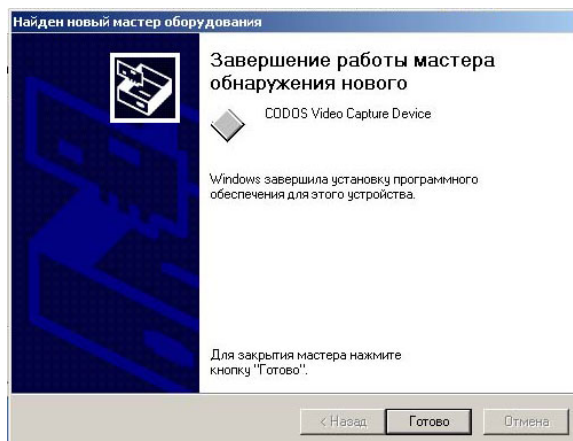 Найден новый мастер оборудования
Завершение работы мастера
обнаружения нового
CODOS Video Capture Device
Windows завершила установку программного
обеспечения для этого устройства.
Для закрытия мастера нажмите
кнопку "Готово".
< Назад
Готово
Отмена